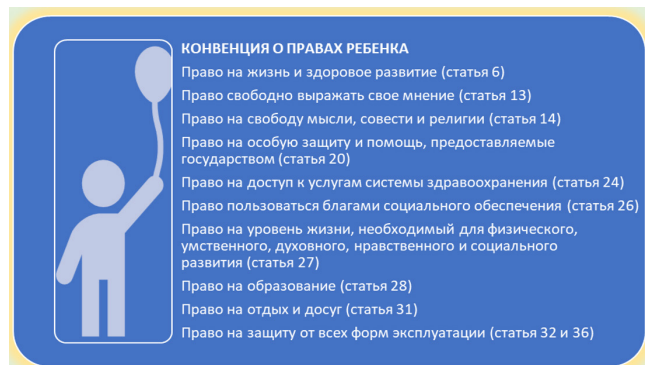 КОНВЕНЦИЯ О ПРАВАХ РЕБЕНКА
Право на жизнь и здоровое развитие (статья 6)
Право свободно выражать свое мнение (статья 13)
Право на свободу мысли, совести и религии (статья 14)
Право на особую защиту и помощь, предоставляемые
государством (статья 20)
Право на доступ к услугам системы здравоохранения (статья 24)
Право пользоваться благами социального обеспечения (статья 26)
Право на уровень жизни, необходимый для физического,
умственного, духовного, нравственного и социального
развития (статья 27)
Право на образование (статья 28)
Право на отдых и досуг (статья 31)
Право на защиту от всех форм эксплуатации (статья 32 и 36)